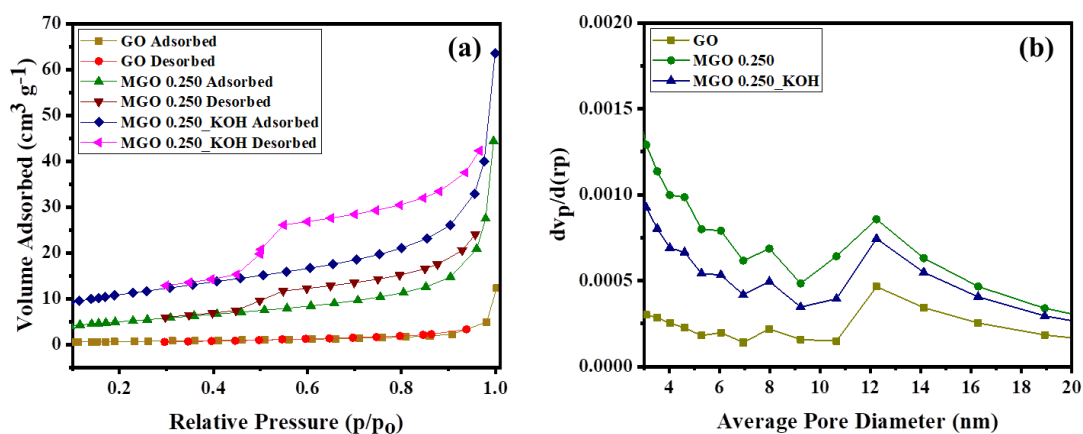 (a)
GO Adsorbed
GO Desorbed
MGO 0.250 Adsorbed
MGO 0.250 Desorbed
MGO 0.250_KOH Adsorbed
MGO 0.250_KOH Desorbed
Volume Adsorbed (cm³ g⁻¹)
70
60
50
40
30
20
10
0
0.2
0.4
0.6
0.8
1.0
Relative Pressure (p/p₀)
(b)
GO
MGO 0.250
MGO 0.250_KOH
dvₚ/d(rp)
0.0020
0.0015
0.0010
0.0005
0.0000
4
6
8
10
12
14
16
18
20
Average Pore Diameter (nm)